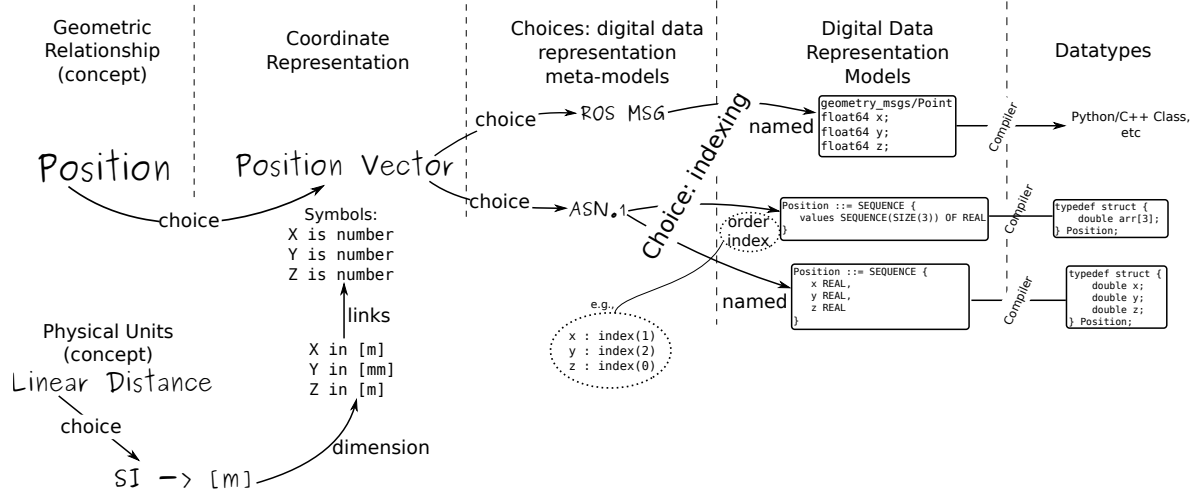 Geometric
Relationship
(concept)
Coordinate
Representation
Choices: digital data
representation
meta-models
Digital Data
Representation
Models
Datatypes
Position
choice
Position Vector
Symbols:
X is number
Y is number
Z is number
links
X in [m]
Y in [mm]
Z in [m]
dimension
Physical Units
(concept)
Linear Distance
choice
SI -> [m]
choice
ROS MSG
choice
ASN.1
Choice: indexing
named
geometry_msgs/Point
float64 x;
float64 y;
float64 z;
Compiler
Python/C++ Class,
etc
order
index
Position ::= SEQUENCE {
values SEQUENCE(SIZE(3)) OF REAL
}
Compiler
typedef struct {
double arr[3];
} Position;
e.g.,
x : index(1)
y : index(2)
z : index(0)
named
Position ::= SEQUENCE {
x REAL,
y REAL,
z REAL
}
Compiler
typedef struct {
double x;
double y;
double z;
} Position;